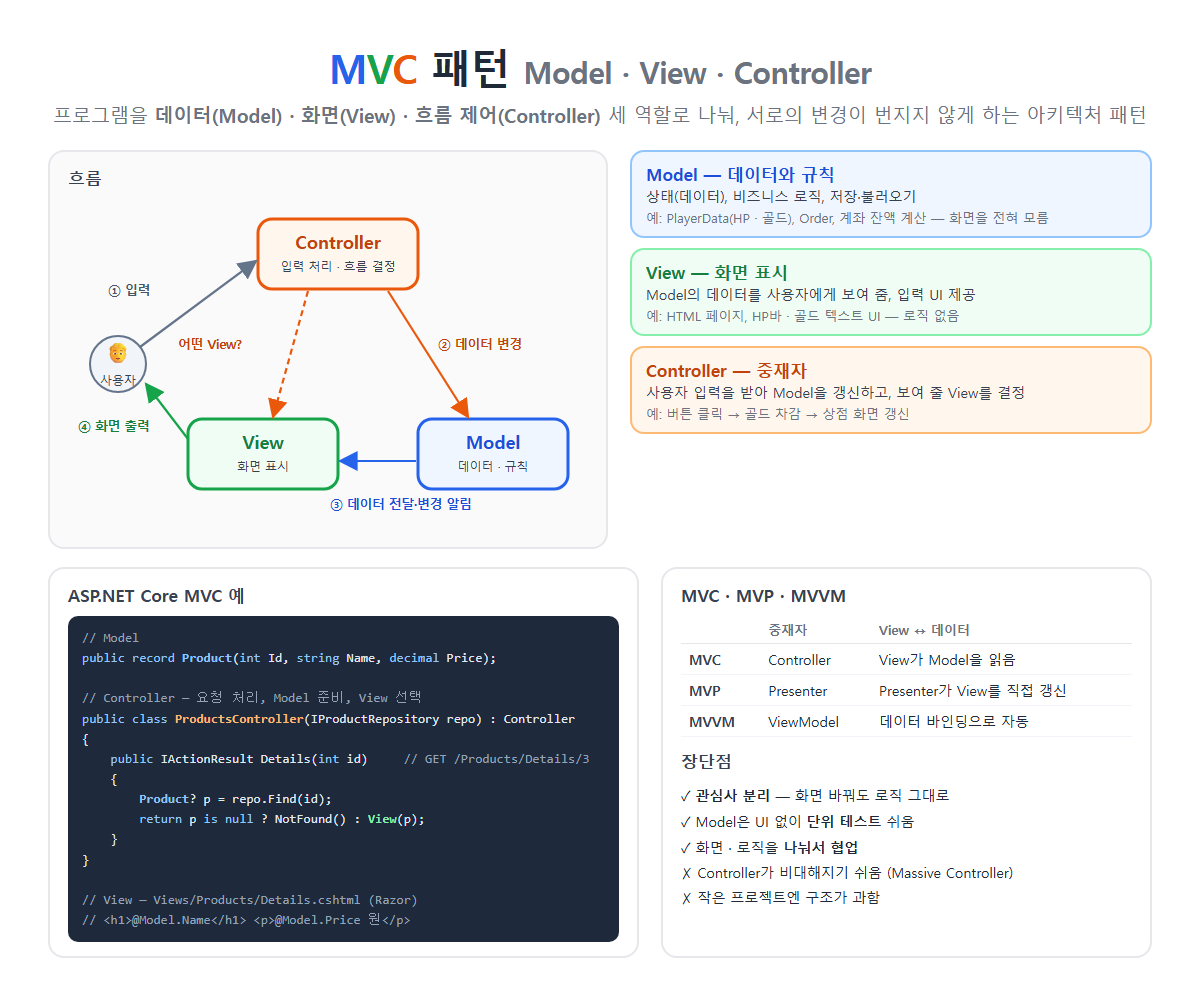 MVC 패턴 Model · View · Controller
프로그램을 데이터(Model) · 화면(View) · 흐름 제어(Controller) 세 역할로 나눠, 서로의 변경이 번지지 않게 하는 아키텍처 패턴
흐름
Controller
입력 처리 · 흐름 결정
① 입력
어떤 View?
② 데이터 변경
사용자
④ 화면 출력
View
화면 표시
Model
데이터 · 규칙
③ 데이터 전달·변경 알림
Model — 데이터와 규칙
상태(데이터), 비즈니스 로직, 저장·불러오기
예: PlayerData(HP · 골드), Order, 계좌 잔액 계산 — 화면을 전혀 모름
View — 화면 표시
Model의 데이터를 사용자에게 보여 줌, 입력 UI 제공
예: HTML 페이지, HP바 · 골드 텍스트 UI — 로직 없음
Controller — 중재자
사용자 입력을 받아 Model을 갱신하고, 보여 줄 View를 결정
예: 버튼 클릭 → 골드 차감 → 상점 화면 갱신
ASP.NET Core MVC 예
// Model
public record Product(int Id, string Name, decimal Price);
// Controller — 요청 처리, Model 준비, View 선택
public class ProductsController(IProductRepository repo) : Controller
{
    public IActionResult Details(int id)     // GET /Products/Details/3
    {
        Product? p = repo.Find(id);
        return p is null ? NotFound() : View(p);
    }
}
// View — Views/Products/Details.cshtml (Razor)
// <h1>@Model.Name</h1> <p>@Model.Price 원</p>
MVC · MVP · MVVM
중재자 View ↔ 데이터
MVC Controller View가 Model을 읽음
MVP Presenter Presenter가 View를 직접 갱신
MVVM ViewModel 데이터 바인딩으로 자동
장단점
✓ 관심사 분리 — 화면 바꿔도 로직 그대로
✓ Model은 UI 없이 단위 테스트 쉬움
✓ 화면 · 로직을 나눠서 협업
✗ Controller가 비대해지기 쉬움 (Massive Controller)
✗ 작은 프로젝트엔 구조가 과함